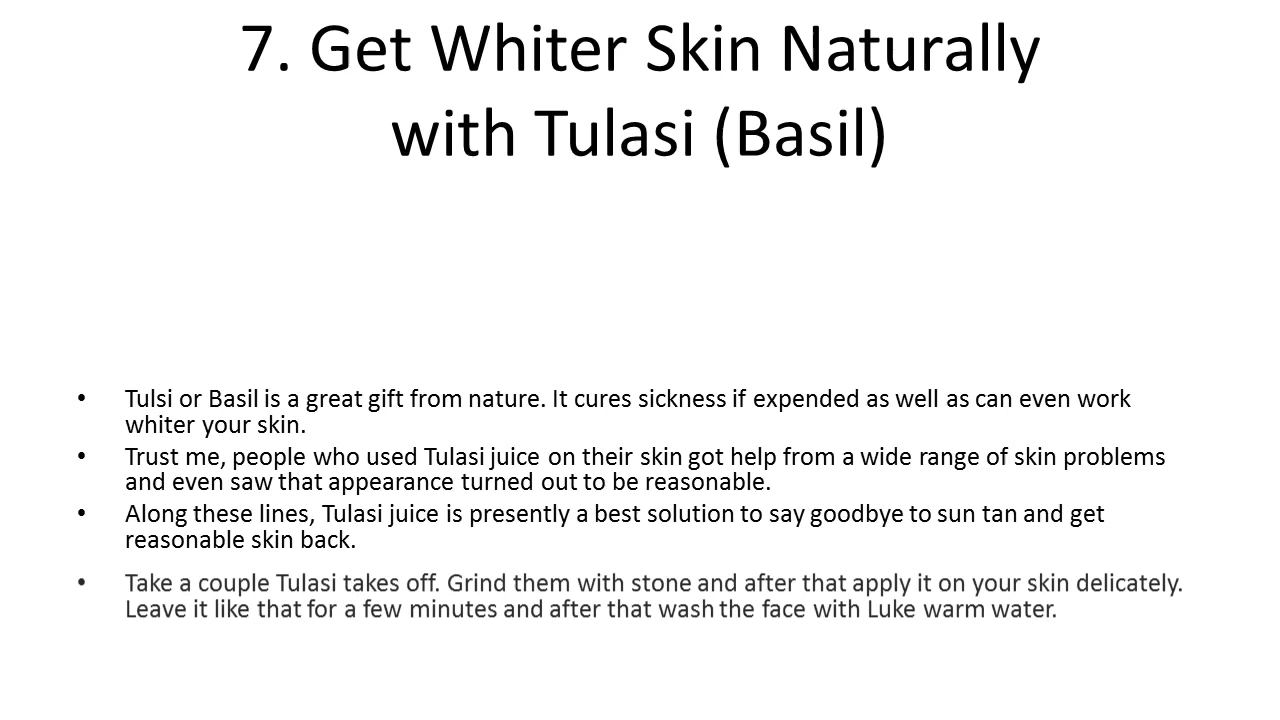 7. Get Whiter Skin Naturally
with Tulasi (Basil)
• Tulsi or Basil is a great gift from nature. It cures sickness if expended as well as can even work
whiter your skin.
• Trust me, people who used Tulasi juice on their skin got help from a wide range of skin problems
and even saw that appearance turned out to be reasonable.
• Along these lines, Tulasi juice is presently a best solution to say goodbye to sun tan and get
reasonable skin back.
• Take a couple Tulasi takes off. Grind them with stone and after that apply it on your skin delicately.
Leave it like that for a few minutes and after that wash the face with Luke warm water.